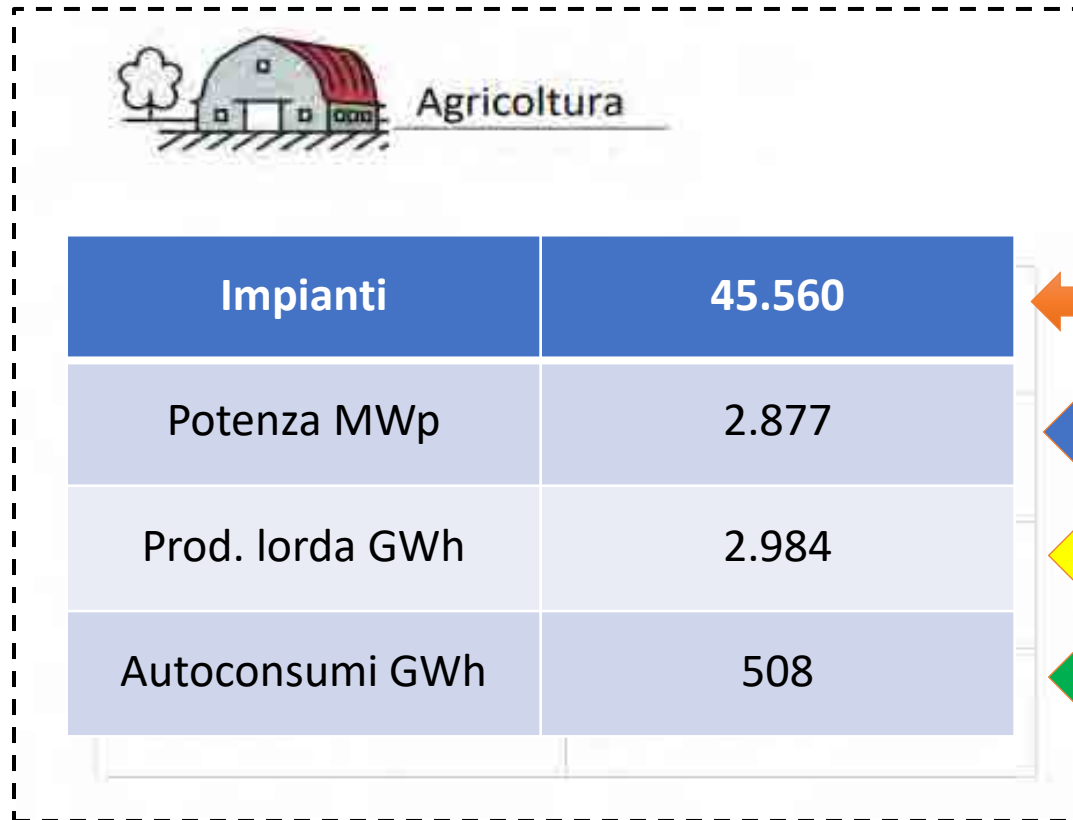 Agricoltura
Impianti 45.560
Potenza MWp 2.877
Prod. lorda GWh 2.984
Autoconsumi GWh 508